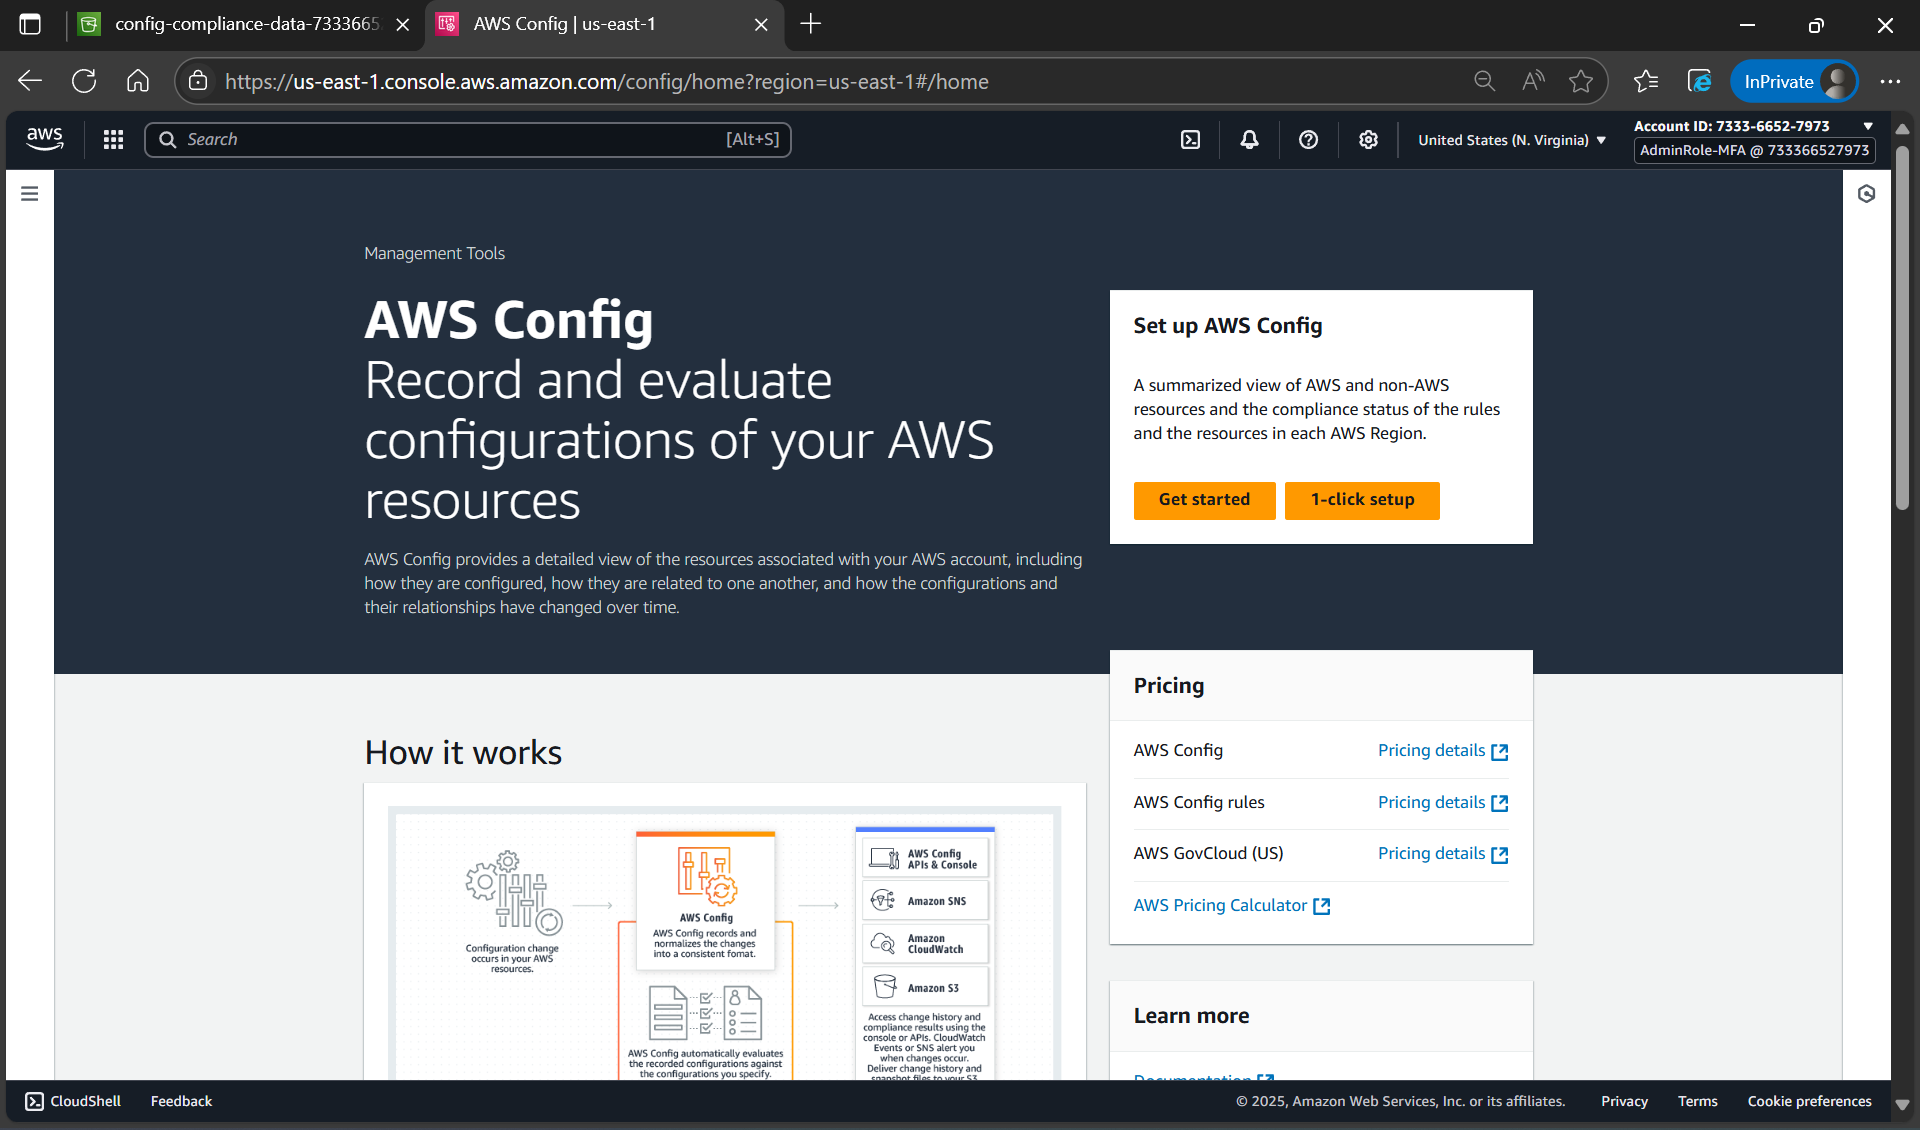 config-compliance-data-7333665
AWS Config | us-east-1
https://us-east-1.console.aws.amazon.com/config/home?region=us-east-1#/home
InPrivate
aws
Search
[Alt+S]
United States (N. Virginia)
Account ID: 7333-6652-7973
AdminRole-MFA @ 733366527973
Management Tools
AWS Config
Record and evaluate
configurations of your AWS
resources
AWS Config provides a detailed view of the resources associated with your AWS account, including
how they are configured, how they are related to one another, and how the configurations and
their relationships have changed over time.
Set up AWS Config
A summarized view of AWS and non-AWS
resources and the compliance status of the rules
and the resources in each AWS Region.
Get started
1-click setup
Pricing
AWS Config
Pricing details
AWS Config rules
Pricing details
AWS GovCloud (US)
Pricing details
AWS Pricing Calculator
How it works
Configuration change
occurs in your AWS
resources.
AWS Config
AWS Config records and
normalizes the changes
into a consistent fomat.
AWS Config automatically evaluates
the recorded configurations against
the configurations you specify.
AWS Config
APIs & Console
Amazon SNS
Amazon
CloudWatch
Amazon S3
Access change history and
compliance results using the
console or APIs. CloudWatch
Events or SNS alert you
when changes occur.
Deliver change history and
snapshot files to your S3
Learn more
Documentation
CloudShell
Feedback
© 2025, Amazon Web Services, Inc. or its affiliates.
Privacy
Terms
Cookie preferences